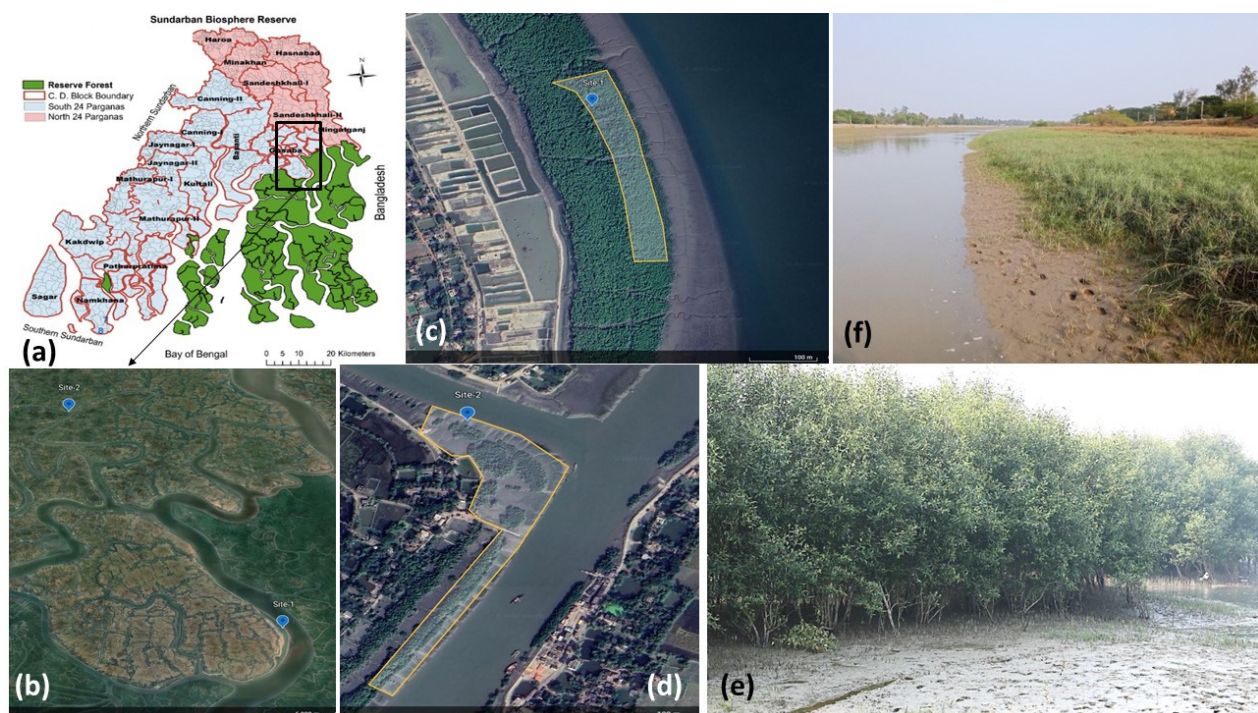 Sundarban Biosphere Reserve
Haroa
Hasnabad
Minakhan
Sandeshkhali-I
Reserve Forest
C. D. Block Boundary
South 24 Parganas
North 24 Parganas
N
Northern Sundarban
Canning-II
Sandeshkhali-II
Hingalganj
Canning-I
Basanti
Gosaba
Jaynagar-I
Jaynagar-II
Mathurapur-I
Kultali
Mathurapur-II
Kakdwip
Patharpratima
Sagar
Namkhana
Southern Sundarban
Bangladesh
Bay of Bengal
0 5 10 20 Kilometers
(a)
Site-1
100 m
(c)
(f)
Site-2
Site-1
(b)
Site-2
100 m
(d)
(e)